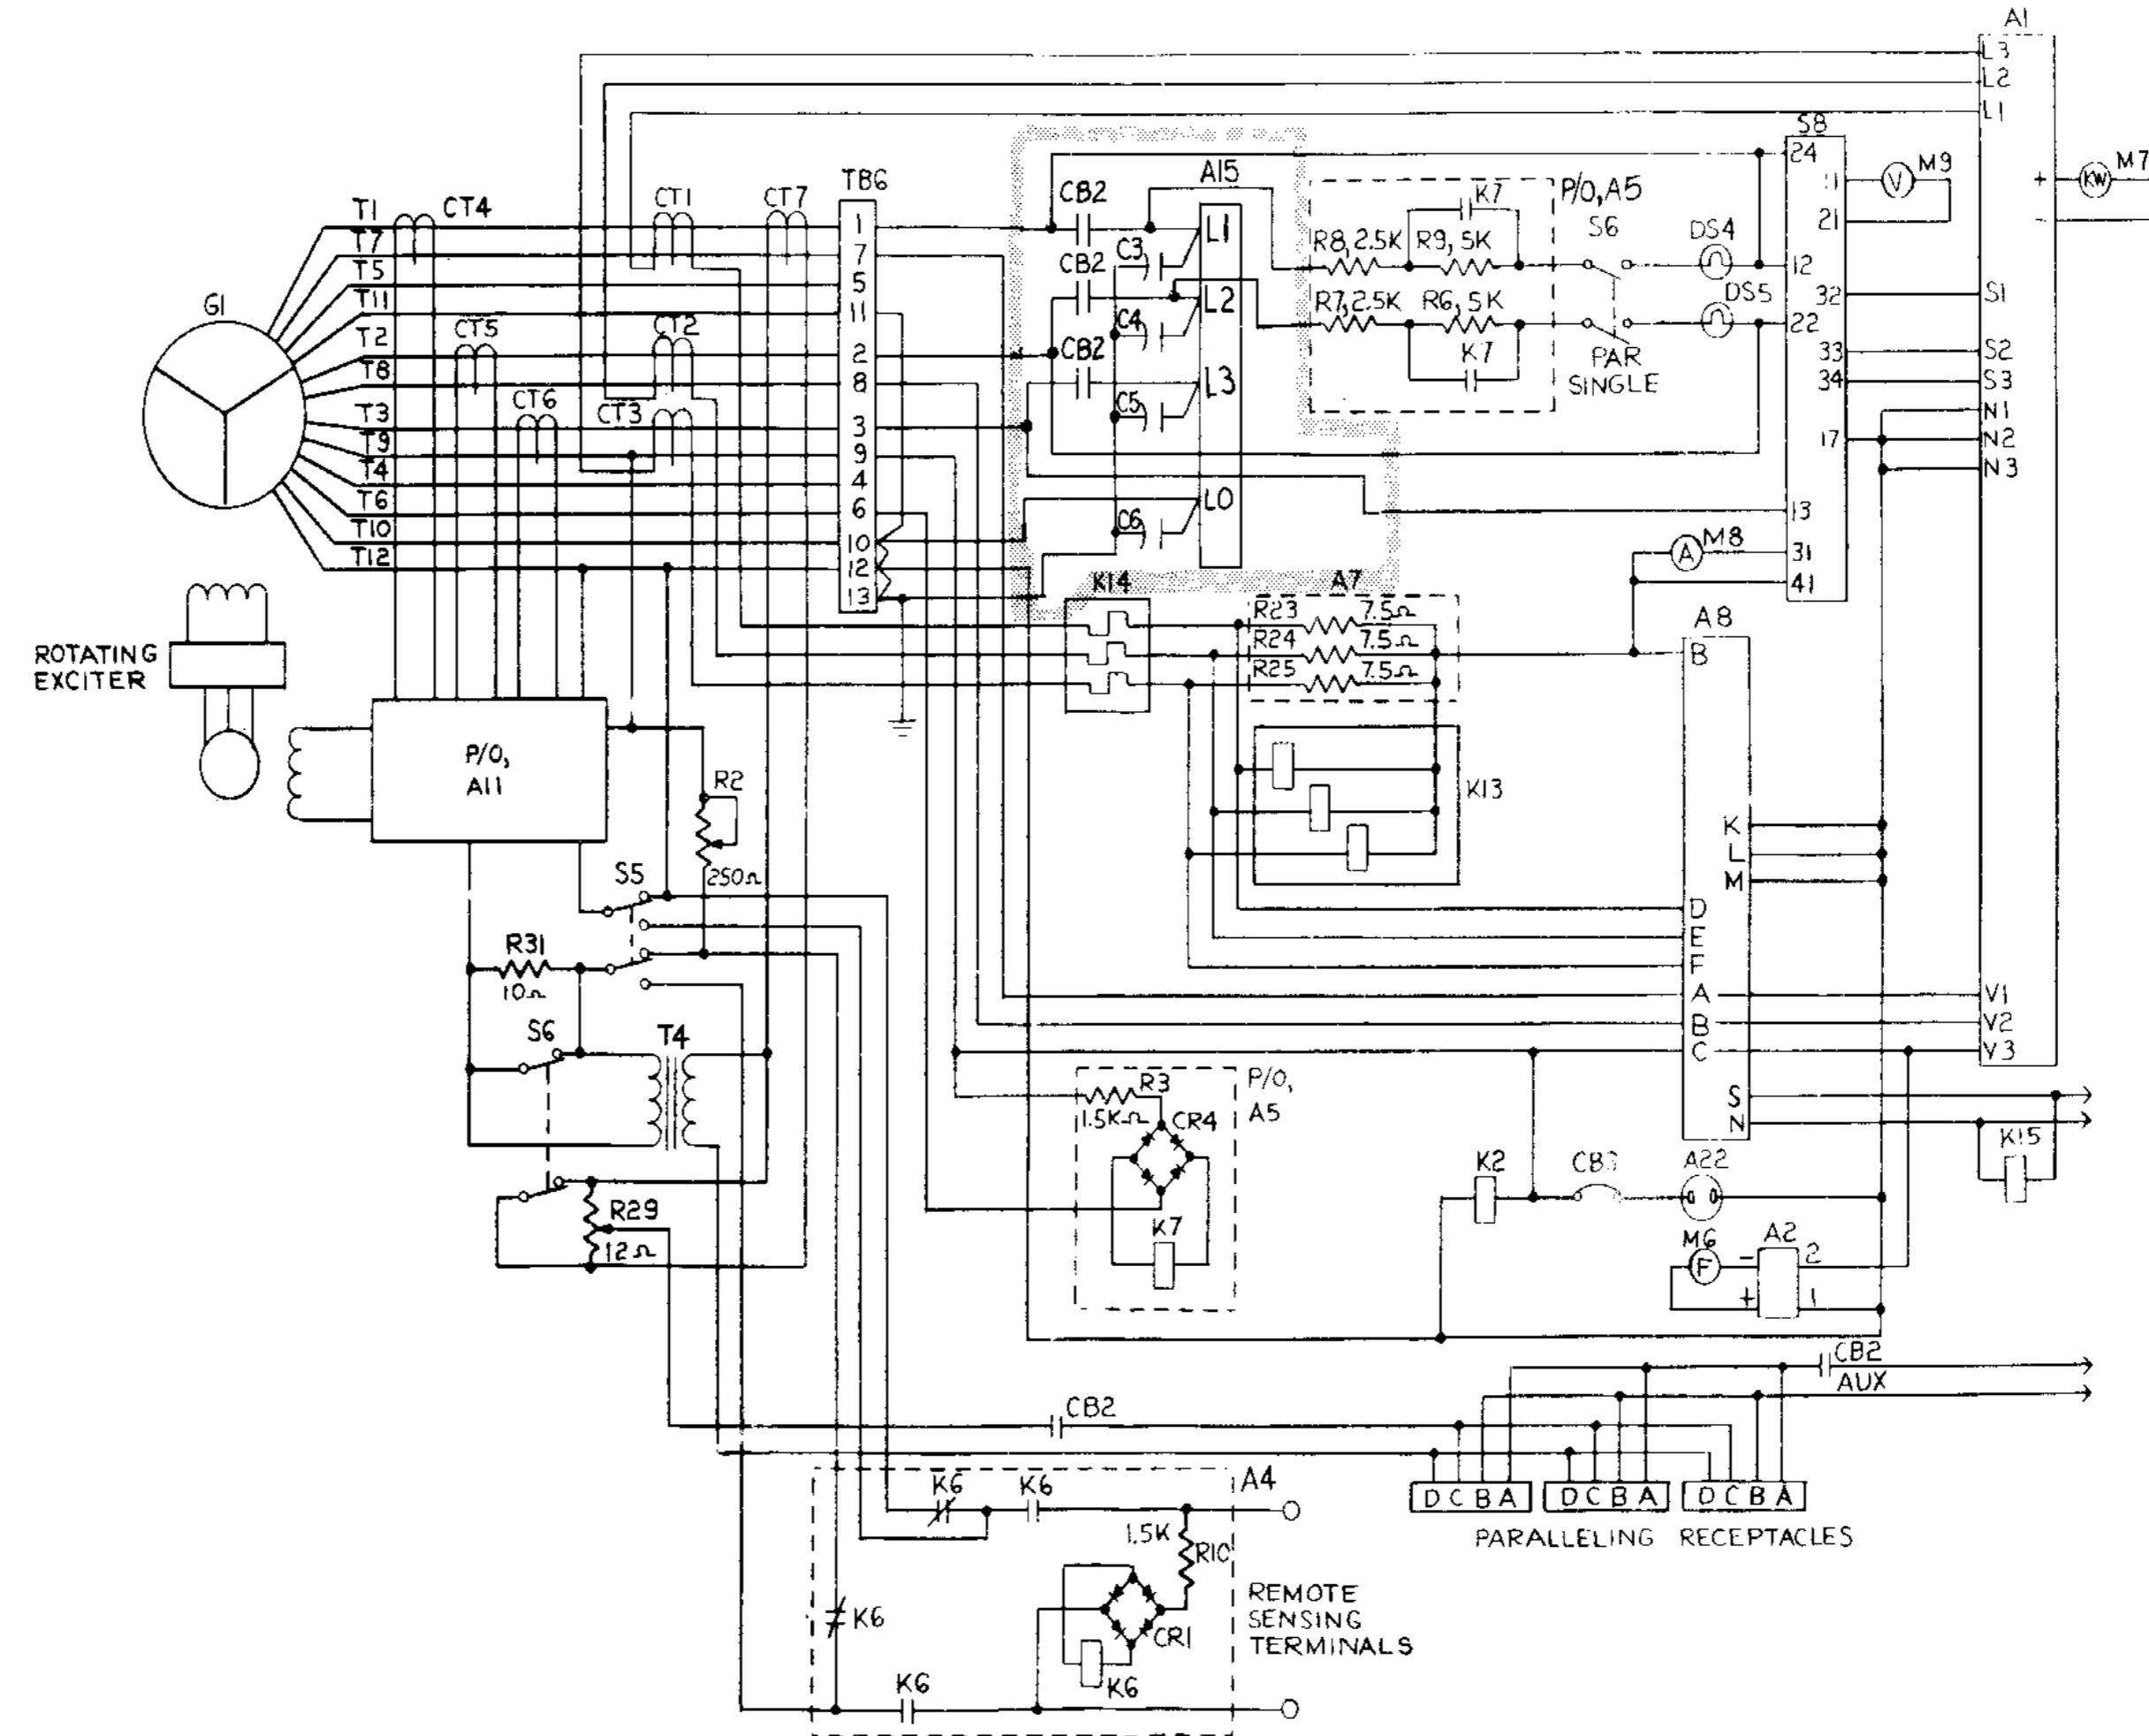 A1
L3
L2
L1
S8
24
11
M9
V
21
+
KW
M7
-
TB6
CT1
CT7
A15
CB2
K7
P/O, A5
S6
T1
CT4
T7
T5
T11
T2
T8
T3
T9
T4
T6
T10
T12
G1
CT5
CT2
CT6
CT3
1
7
5
11
2
8
3
9
4
6
10
12
13
L1
C3
CB2
L2
C4
CB2
L3
C5
L0
C6
R8, 2.5K
R9, 5K
DS4
12
R7, 2.5K
R6, 5K
DS5
32
S1
22
K7
PAR
SINGLE
33
S2
34
S3
N1
17
N2
N3
13
A
M8
31
41
K14
A7
R23
7.5Ω
R24
7.5Ω
R25
7.5Ω
A8
B
ROTATING
EXCITER
P/O,
A11
R2
250Ω
K13
K
L
M
D
E
F
A
V1
B
V2
C
V3
S
N
S5
R31
10Ω
S6
T4
R29
12Ω
R3
1.5KΩ
CR4
K7
P/O,
A5
K2
A22
K15
M6
F
-
+
A2
2
1
CB2
AUX
CB2
D C B A
D C B A
D C B A
PARALLELING RECEPTACLES
A4
K6
K6
1.5K
R10
CR1
K6
K6
K6
REMOTE
SENSING
TERMINALS